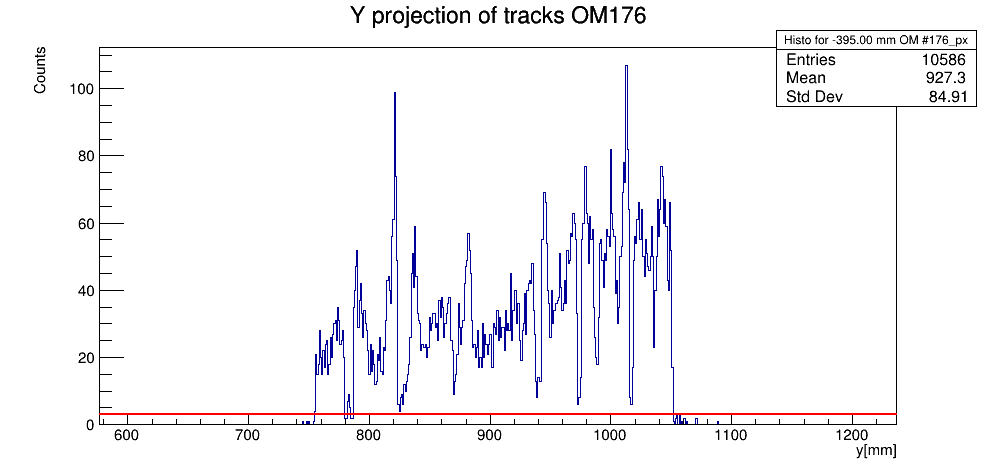 Y projection of tracks OM176
Histo for -395.00 mm OM #176_px
Entries 10586
Mean 927.3
Std Dev 84.91
Counts
100
80
60
40
20
0
600 700 800 900 1000 1100 1200
y[mm]